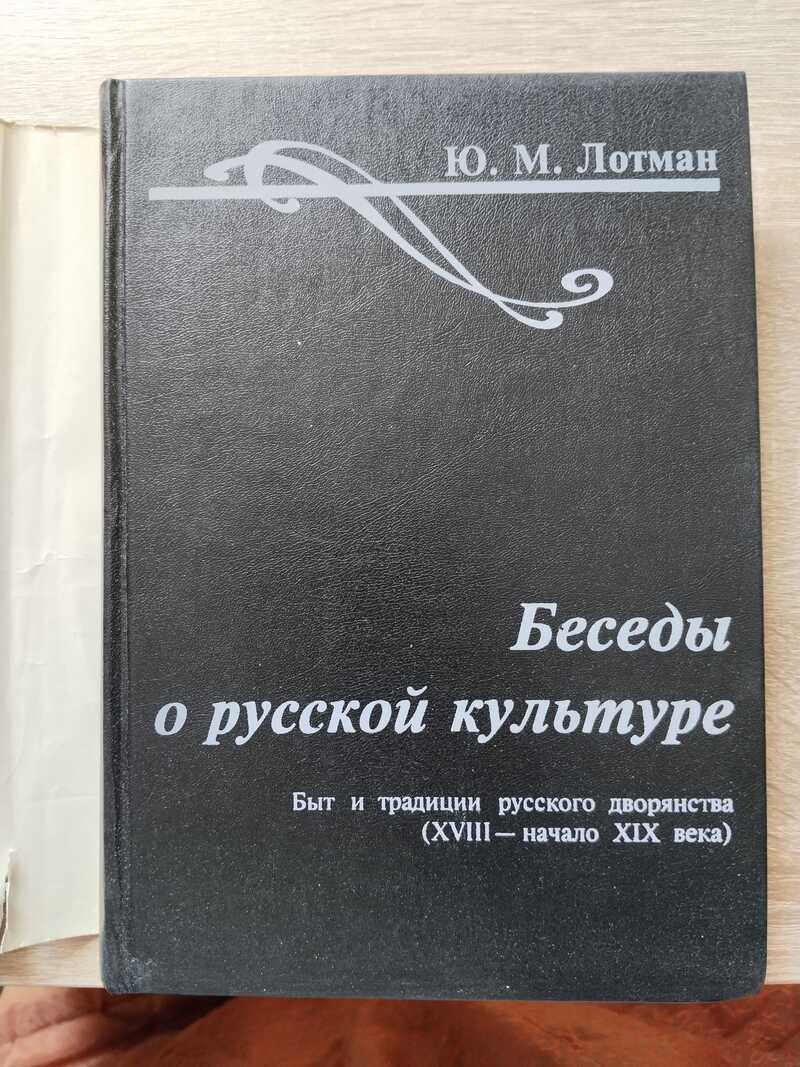 Ю. М. Лотман
Беседы
о русской культуре
Быт и традиции русского дворянства
(XVIII — начало XIX века)